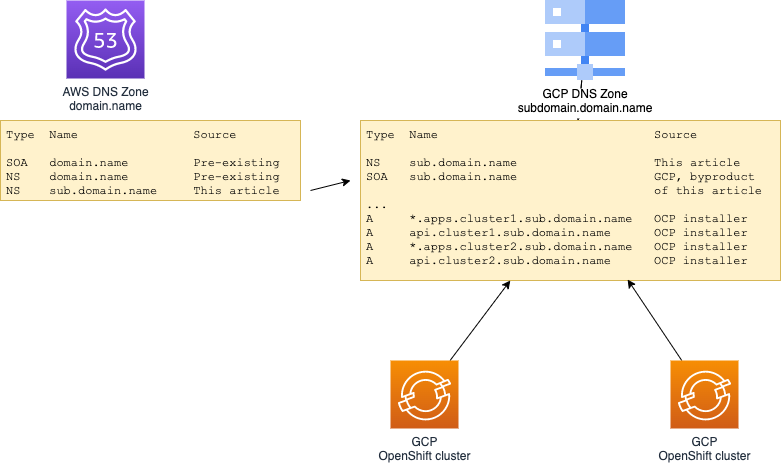 53
AWS DNS Zone
domain.name
Type Name Source
SOA domain.name Pre-existing
NS domain.name Pre-existing
NS sub.domain.name This article
GCP DNS Zone
subdomain.domain.name
Type Name Source
NS sub.domain.name This article
SOA sub.domain.name GCP, byproduct
of this article
...
A *.apps.cluster1.sub.domain.name OCP installer
A api.cluster1.sub.domain.name OCP installer
A *.apps.cluster2.sub.domain.name OCP installer
A api.cluster2.sub.domain.name OCP installer
GCP
OpenShift cluster
GCP
OpenShift cluster